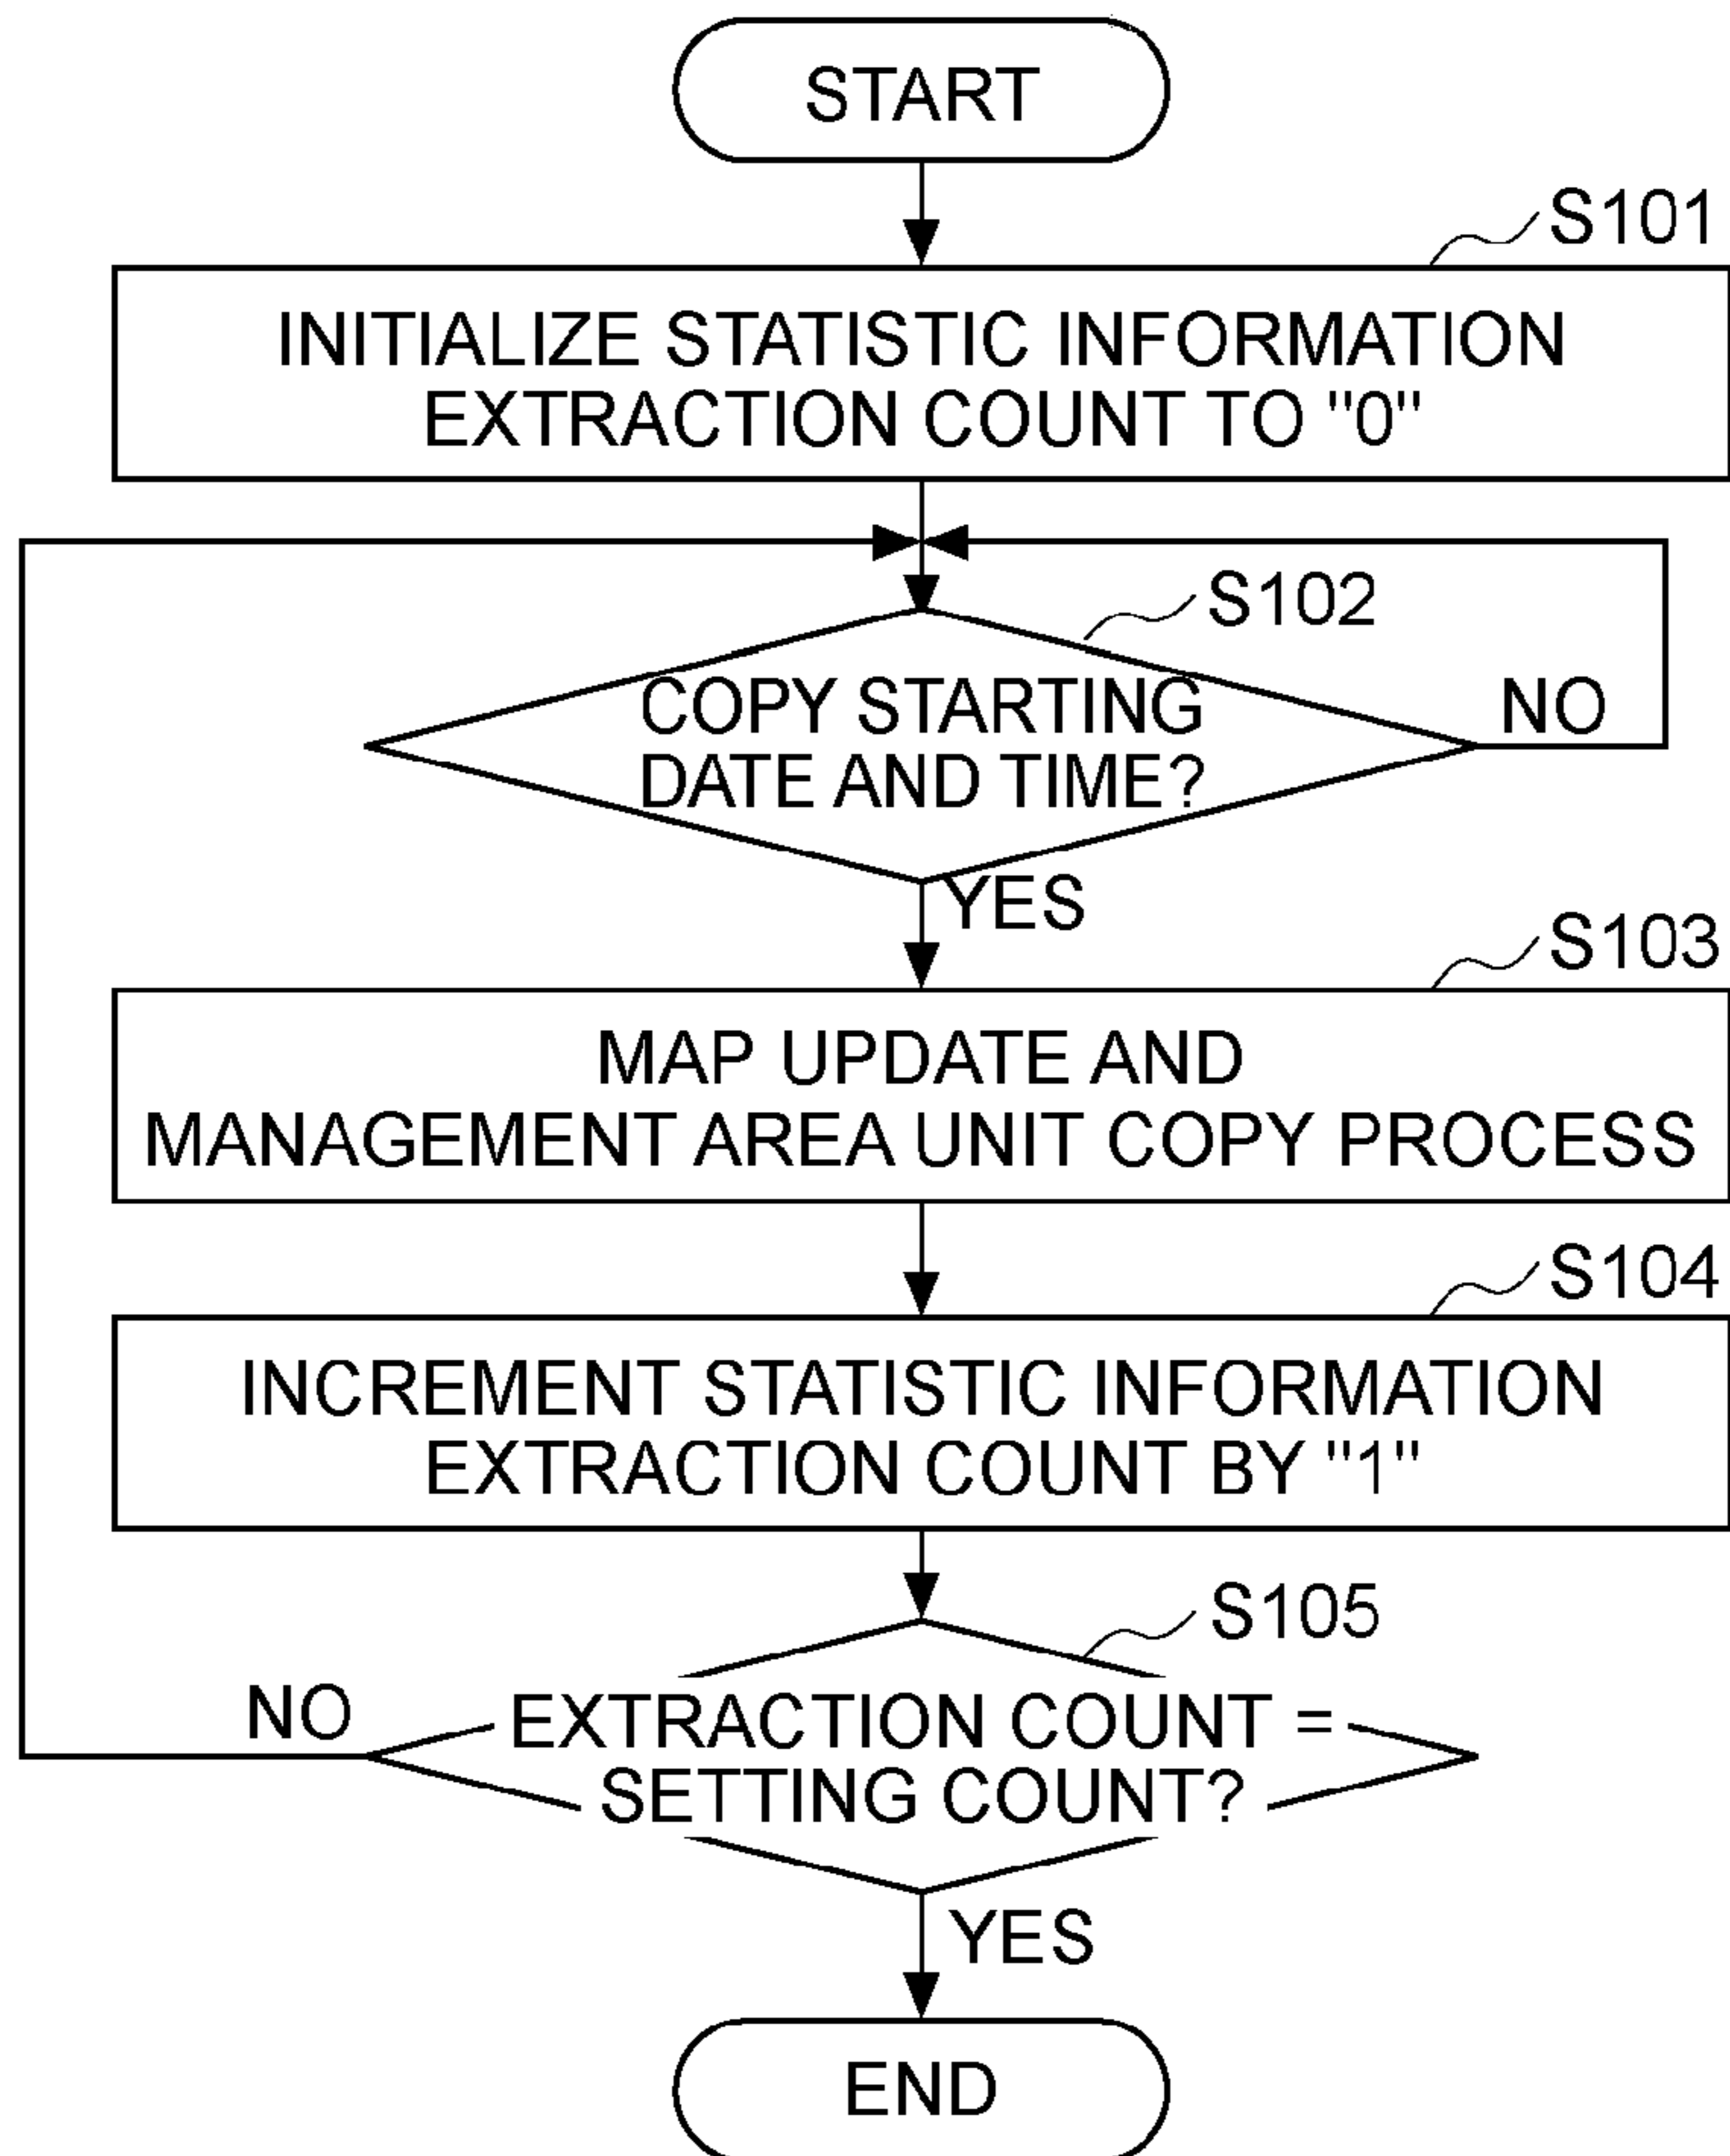 START
S101
INITIALIZE STATISTIC INFORMATION
EXTRACTION COUNT TO "0"
S102
COPY STARTING
DATE AND TIME?
NO
YES
S103
MAP UPDATE AND
MANAGEMENT AREA UNIT COPY PROCESS
S104
INCREMENT STATISTIC INFORMATION
EXTRACTION COUNT BY "1"
S105
NO
EXTRACTION COUNT =
SETTING COUNT?
YES
END